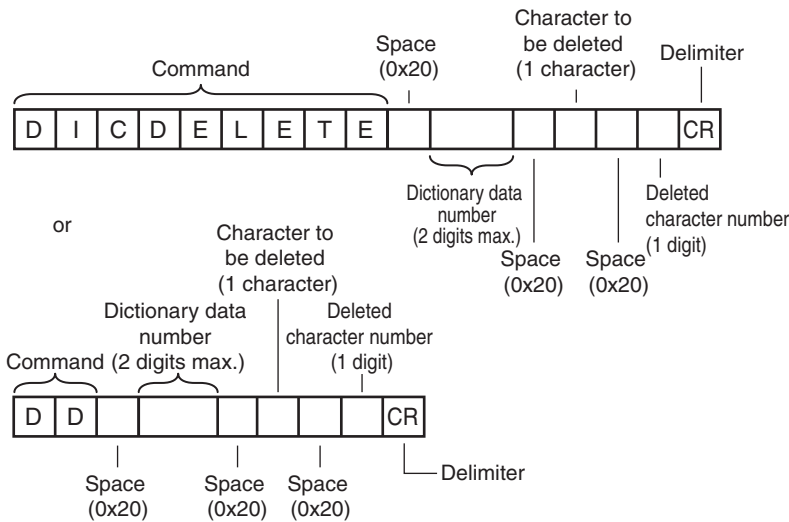 Command
Space
(0x20)
Character to
be deleted
(1 character)
Delimiter
D I C D E L E T E CR
Dictionary data
number
(2 digits max.)
Space
(0x20)
Space
(0x20)
Deleted
character number
(1 digit)
or
Character to
be deleted
(1 character)
Dictionary data
number
(2 digits max.)
Deleted
character number
(1 digit)
Command
D D CR
Space
(0x20)
Space
(0x20)
Space
(0x20)
Delimiter